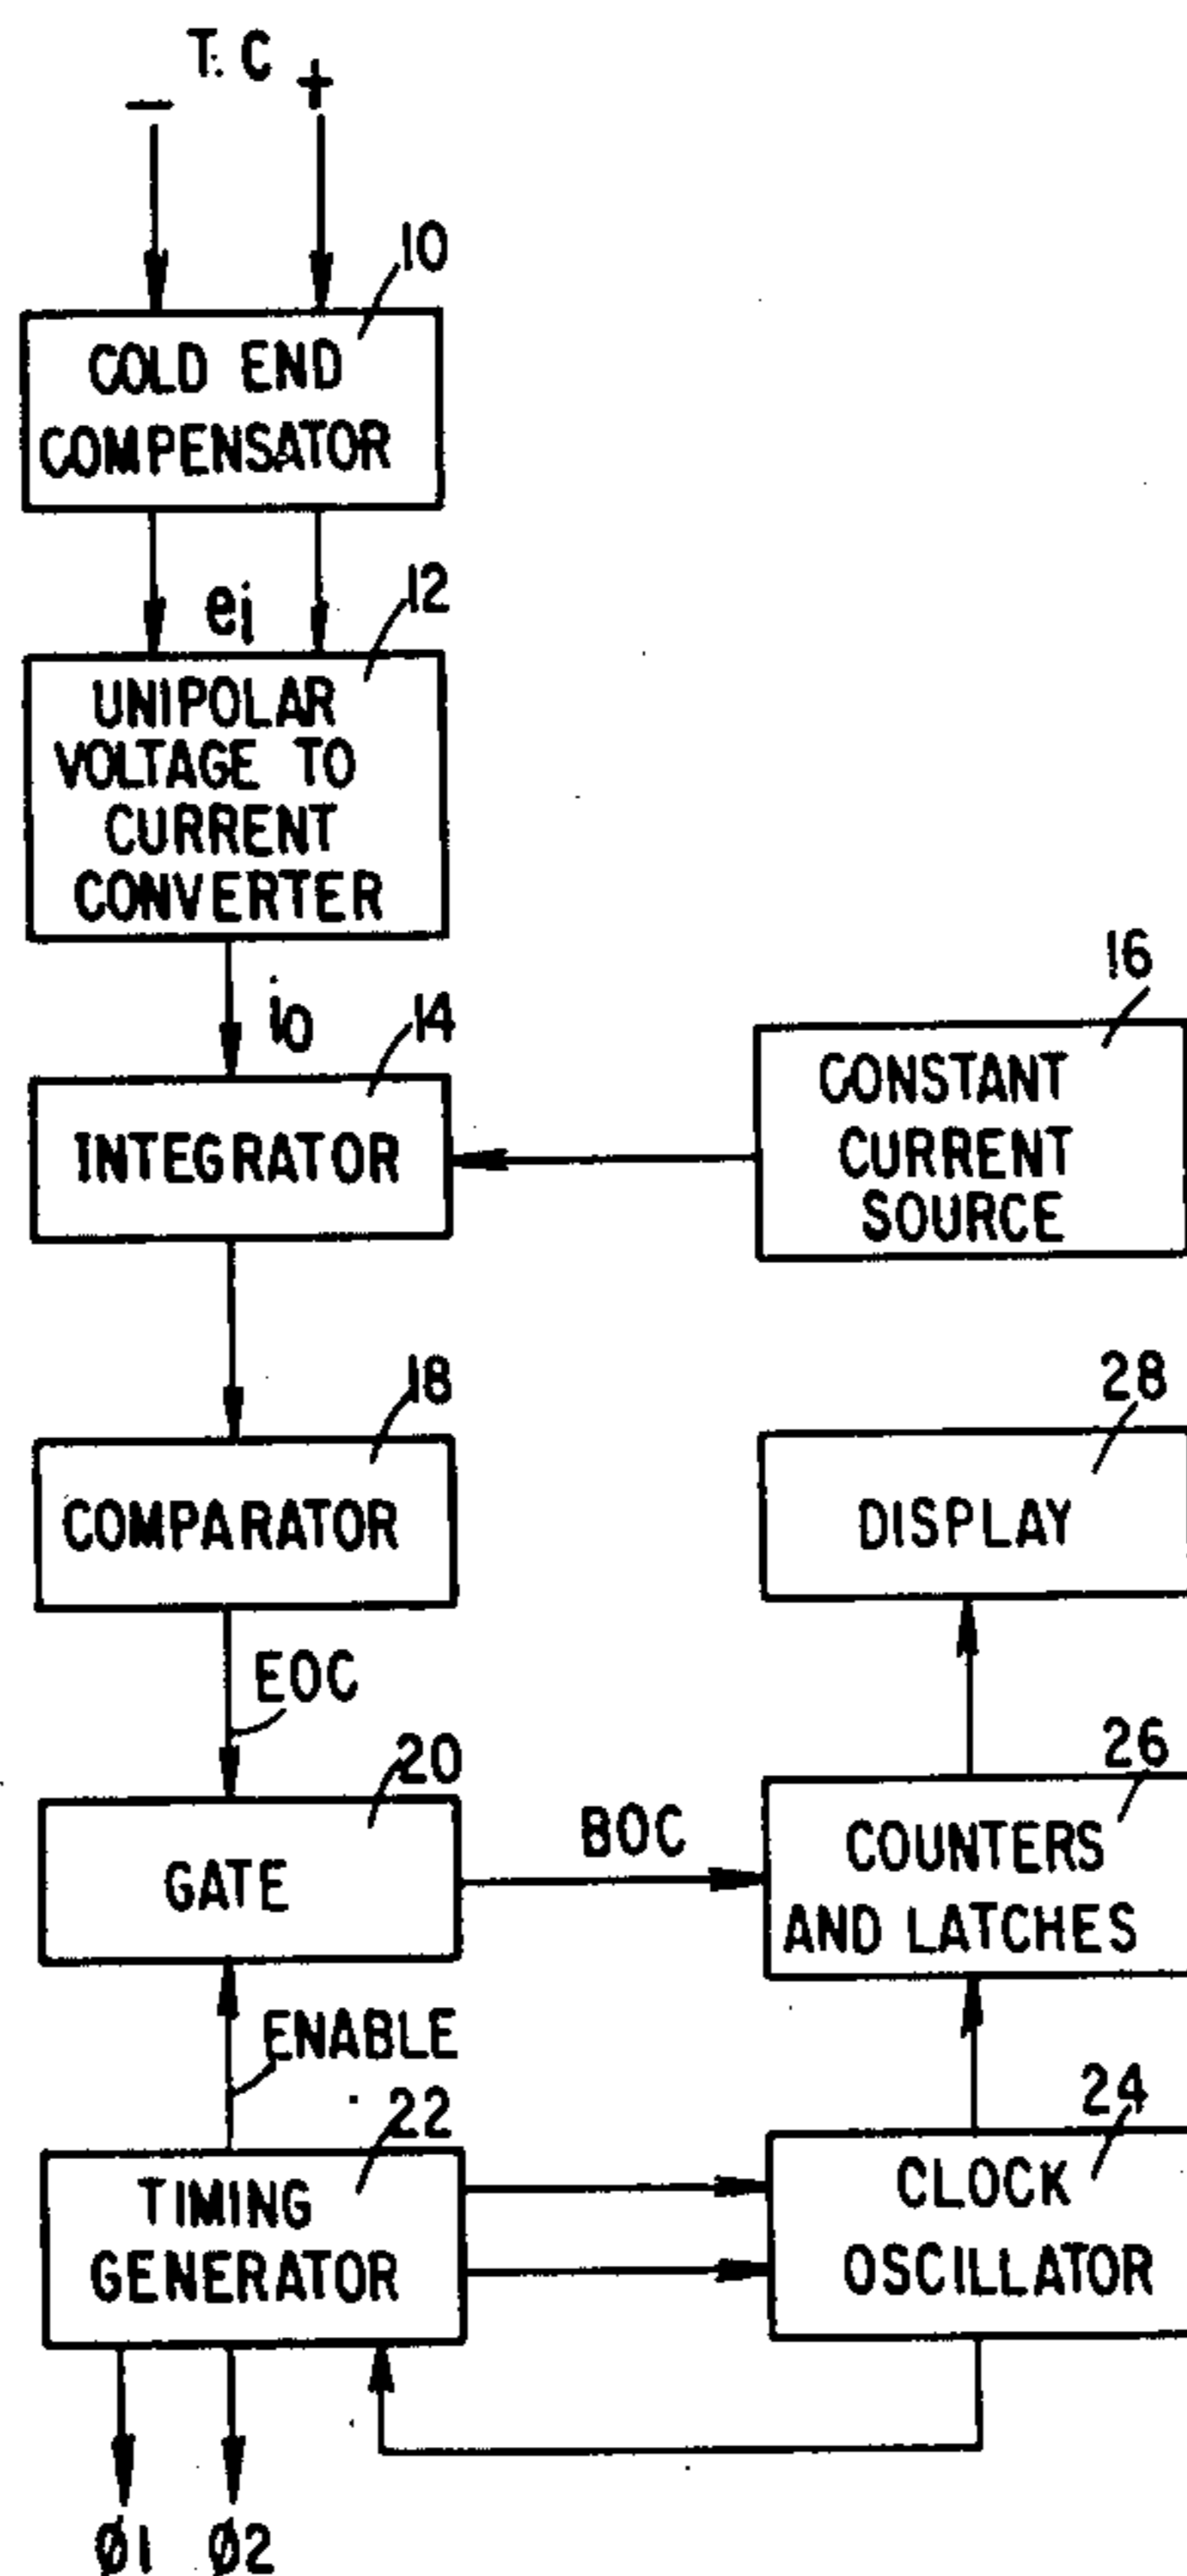 T.C
- +
10
COLD END
COMPENSATOR
ei
12
UNIPOLAR
VOLTAGE TO
CURRENT
CONVERTER
io
14
INTEGRATOR
16
CONSTANT
CURRENT
SOURCE
18
COMPARATOR
28
DISPLAY
EOC
20
GATE
BOC
26
COUNTERS
AND LATCHES
ENABLE
22
TIMING
GENERATOR
24
CLOCK
OSCILLATOR
Ø1 Ø2